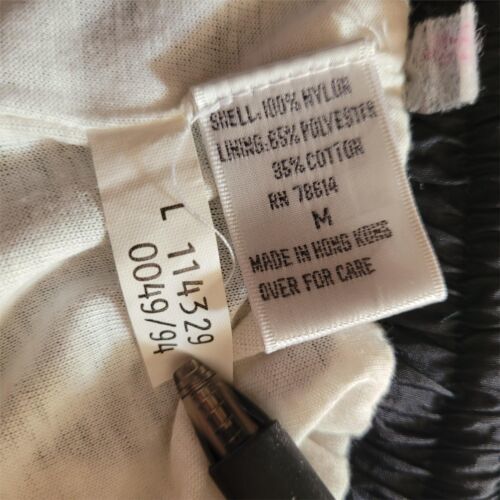 SHELL:100% NYLON
LINING:65% POLYESTER
35% COTTON
RN 78614
M
MADE IN HONG KONG
OVER FOR CARE
L 114329
0049/94